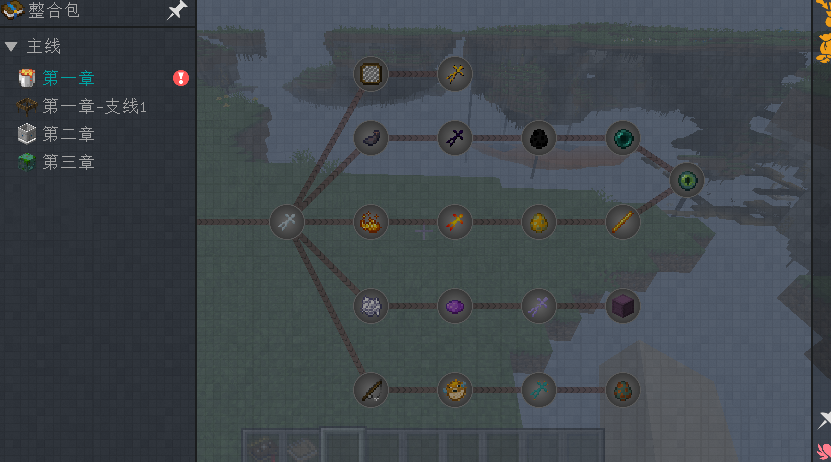 整合包
主线
第一章
第一章-支线1
第二章
第三章